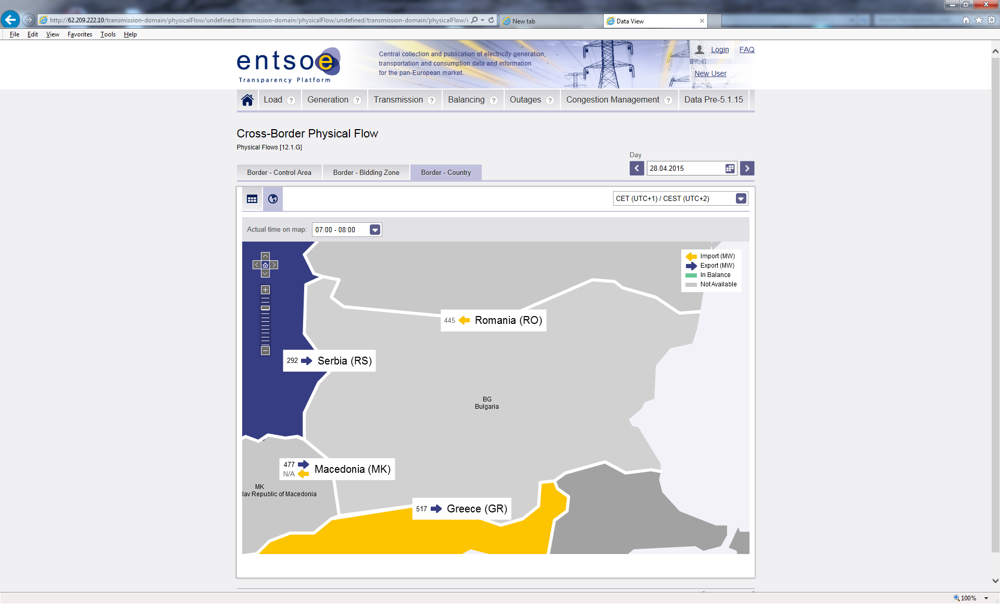 http://62.209.222.10/transmission-domain/physicalFlow/undefined/transmission-domain/physicalFlow/undefined/transmission-domain/physicalFlow/
New tab
Data View
File Edit View Favorites Tools Help
entsoe
Transparency Platform
Central collection and publication of electricity generation,
transportation and consumption data and information
for the pan-European market.
Login FAQ
New User
Load ? Generation ? Transmission ? Balancing ? Outages ? Congestion Management ? Data Pre-5.1.15
Cross-Border Physical Flow
Physical Flows [12.1.G]
Day
28.04.2015
Border - Control Area Border - Bidding Zone Border - Country
CET (UTC+1) / CEST (UTC+2)
Actual time on map: 07:00 - 08:00
Import (MW)
Export (MW)
In Balance
Not Available
445 Romania (RO)
292 Serbia (RS)
BG
Bulgaria
477
N/A
Macedonia (MK)
MK
lav Republic of Macedonia
517 Greece (GR)
100%